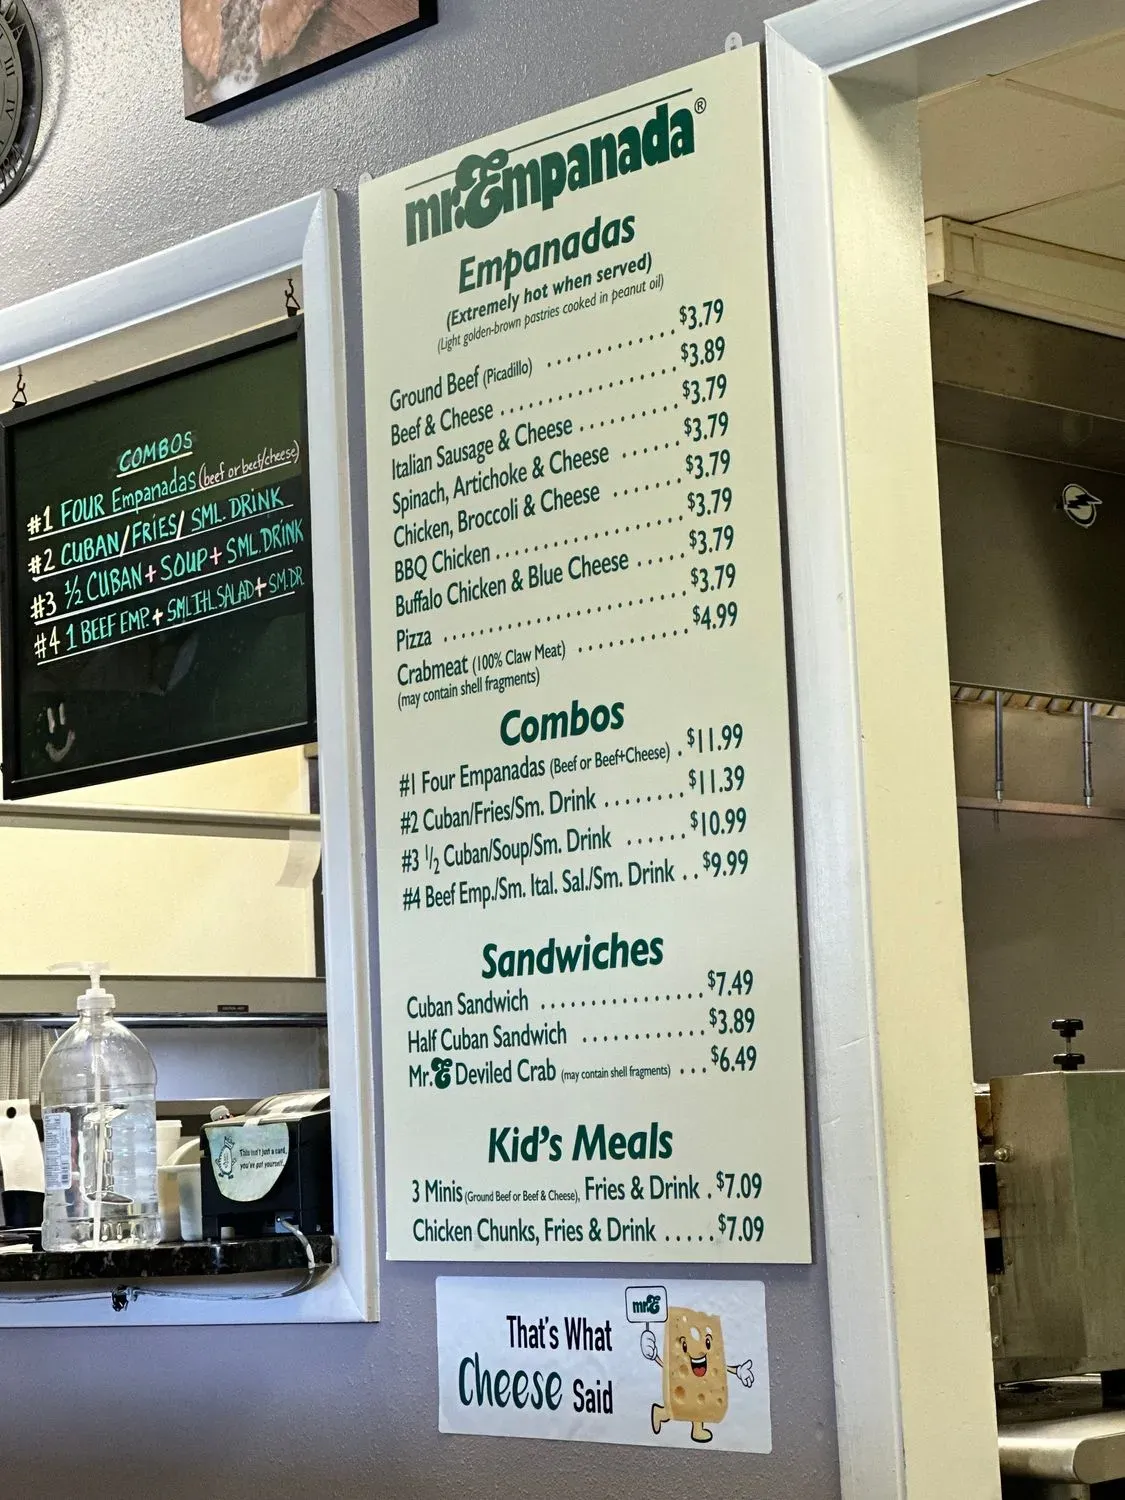 COMBOS
#1 FOUR Empanadas (beef or beef/cheese)
#2 CUBAN/FRIES/ SML. DRINK
#3 ½ CUBAN + SOUP + SML. DRINK
#4 1 BEEF EMP. + SML. ITL. SALAD + SM. DR
mr. Empanada®
Empanadas
(Extremely hot when served)
(Light golden-brown pastries cooked in peanut oil)
Ground Beef (Picadillo) ............ $3.79
Beef & Cheese .................. $3.89
Italian Sausage & Cheese .......... $3.79
Spinach, Artichoke & Cheese ...... $3.79
Chicken, Broccoli & Cheese ....... $3.79
BBQ Chicken .................. $3.79
Buffalo Chicken & Blue Cheese .... $3.79
Pizza ........................ $3.79
Crabmeat (100% Claw Meat) .......... $4.99
(may contain shell fragments)
Combos
#1 Four Empanadas (Beef or Beef+Cheese) . $11.99
#2 Cuban/Fries/Sm. Drink ........ $11.39
#3 ½ Cuban/Soup/Sm. Drink ...... $10.99
#4 Beef Emp./Sm. Ital. Sal./Sm. Drink .. $9.99
Sandwiches
Cuban Sandwich ................ $7.49
Half Cuban Sandwich ........... $3.89
Mr.E Deviled Crab (may contain shell fragments) ... $6.49
Kid's Meals
3 Minis (Ground Beef or Beef & Cheese), Fries & Drink . $7.09
Chicken Chunks, Fries & Drink ..... $7.09
This isn't just a card,
you've got yourself...
That's What
Cheese Said
mr.E